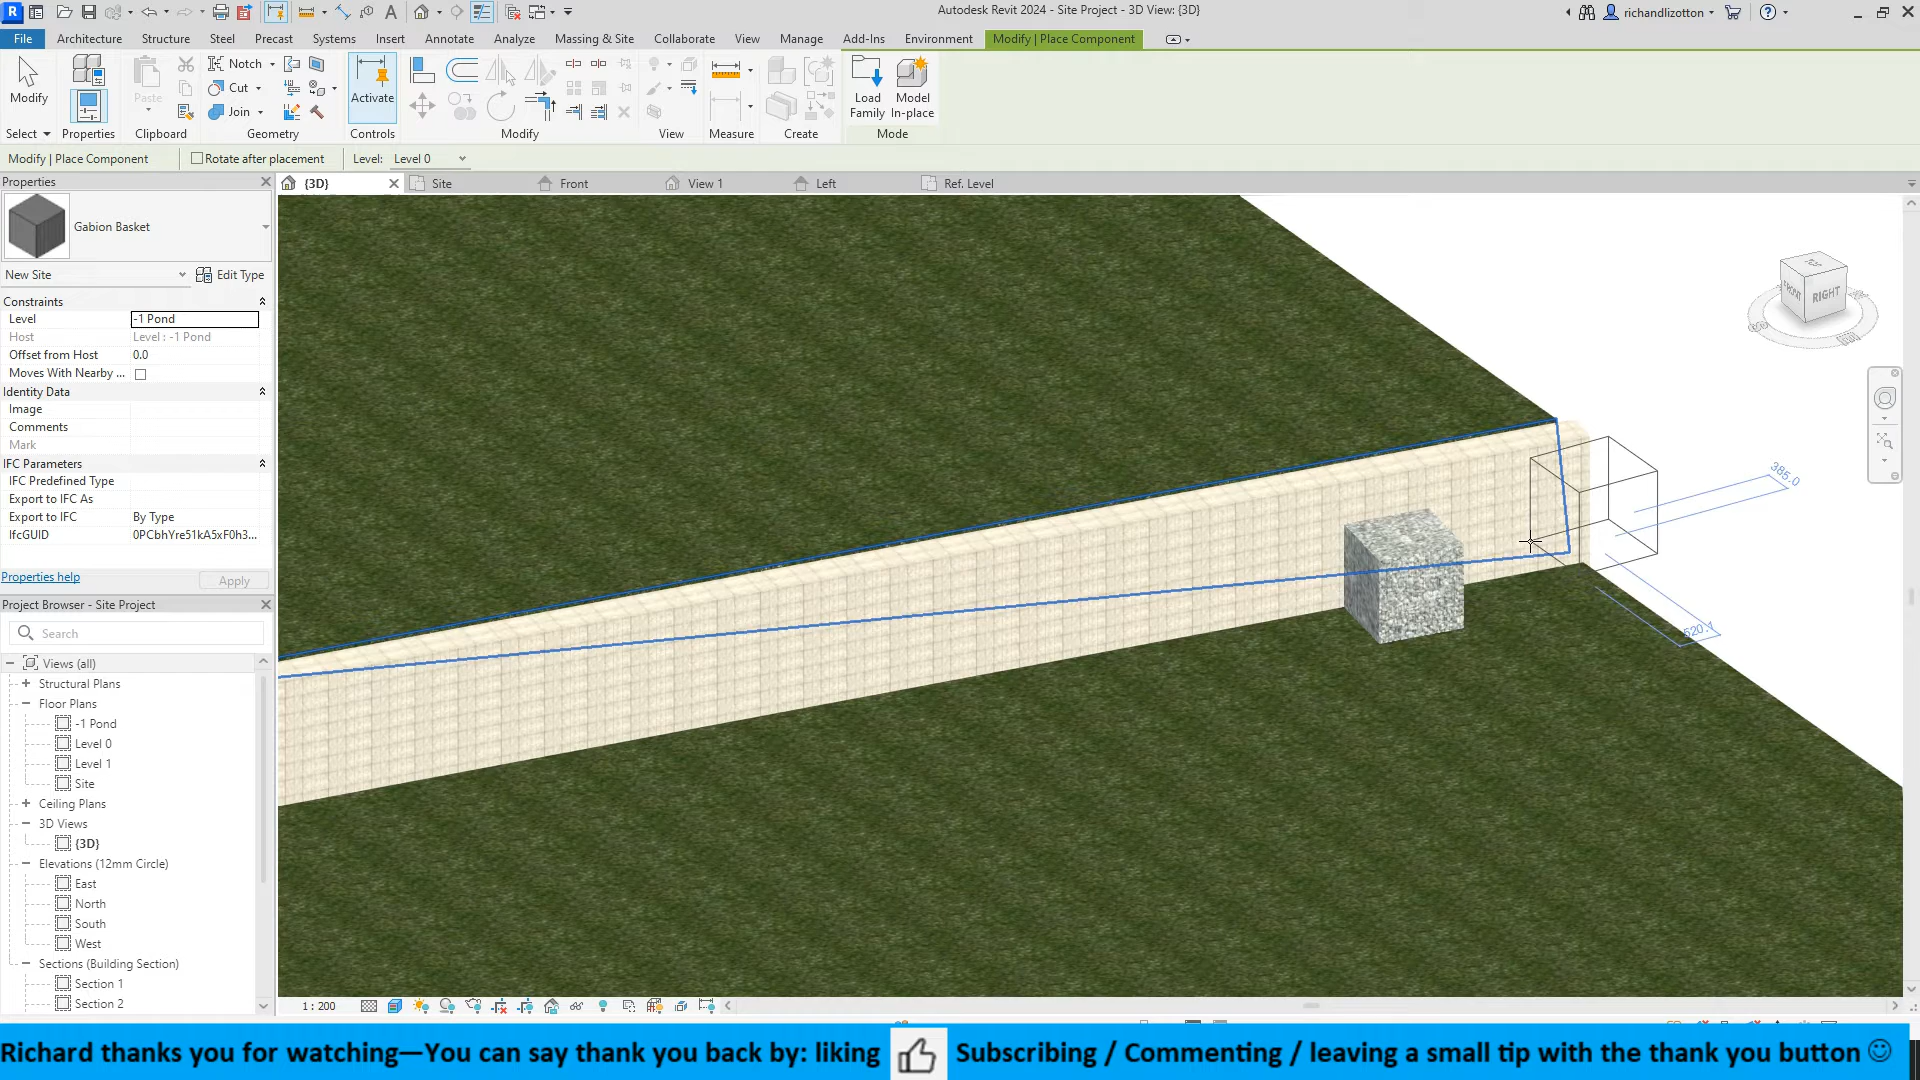 Autodesk Revit 2024 - Site Project - 3D View: {3D}
richandlizotton
File
Architecture
Structure
Steel
Precast
Systems
Insert
Annotate
Analyze
Massing & Site
Collaborate
View
Manage
Add-Ins
Environment
Modify | Place Component
Modify
Paste
Notch
Cut
Join
Activate
Load Family
Model In-place
Select
Properties
Clipboard
Geometry
Controls
Modify
View
Measure
Create
Mode
Modify | Place Component
Rotate after placement
Level: Level 0
Properties
{3D}
Site
Front
View 1
Left
Ref. Level
Gabion Basket
New Site
Edit Type
Constraints
Level -1 Pond
Host Level : -1 Pond
Offset from Host 0.0
Moves With Nearby ...
Identity Data
Image
Comments
Mark
IFC Parameters
IFC Predefined Type
Export to IFC As
Export to IFC By Type
IfcGUID 0PCbhYre51kA5xF0h3...
Properties help
Apply
Project Browser - Site Project
Search
Views (all)
Structural Plans
Floor Plans
-1 Pond
Level 0
Level 1
Site
Ceiling Plans
3D Views
{3D}
Elevations (12mm Circle)
East
North
South
West
Sections (Building Section)
Section 1
Section 2
TOP
FRONT
RIGHT
385.0
520.1
1 : 200
Richard thanks you for watching—You can say thank you back by: liking Subscribing / Commenting / leaving a small tip with the thank you button